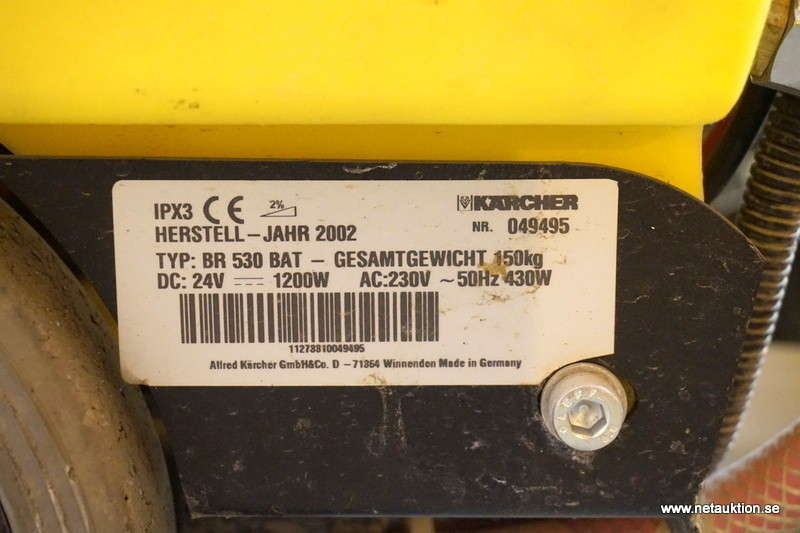 IPX3 CE 2%
KÄRCHER
HERSTELL-JAHR 2002
NR. 049495
TYP: BR 530 BAT - GESAMTGEWICHT 150kg
DC: 24V ⎓ 1200W AC:230V ~50Hz 430W
11273810049495
Alfred Kärcher GmbH&Co. D -71364 Winnenden Made in Germany
www.netauktion.se